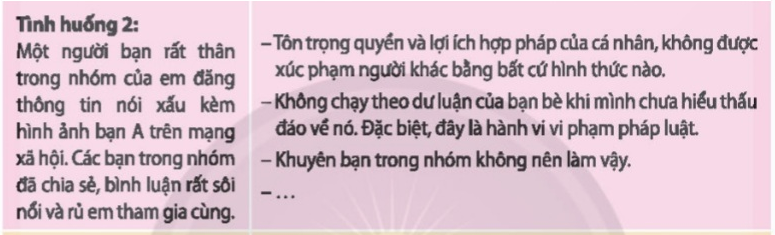 Tình huống 2:
Một người bạn rất thân
trong nhóm của em đăng
thông tin nói xấu kèm
hình ảnh bạn A trên mạng
xã hội. Các bạn trong nhóm
đã chia sẻ, bình luận rất sôi
nổi và rủ em tham gia cùng.
– Tôn trọng quyền và lợi ích hợp pháp của cá nhân, không được
xúc phạm người khác bằng bất cứ hình thức nào.
– Không chạy theo dư luận của bạn bè khi mình chưa hiểu thấu
đáo về nó. Đặc biệt, đây là hành vi vi phạm pháp luật.
– Khuyên bạn trong nhóm không nên làm vậy.
– …